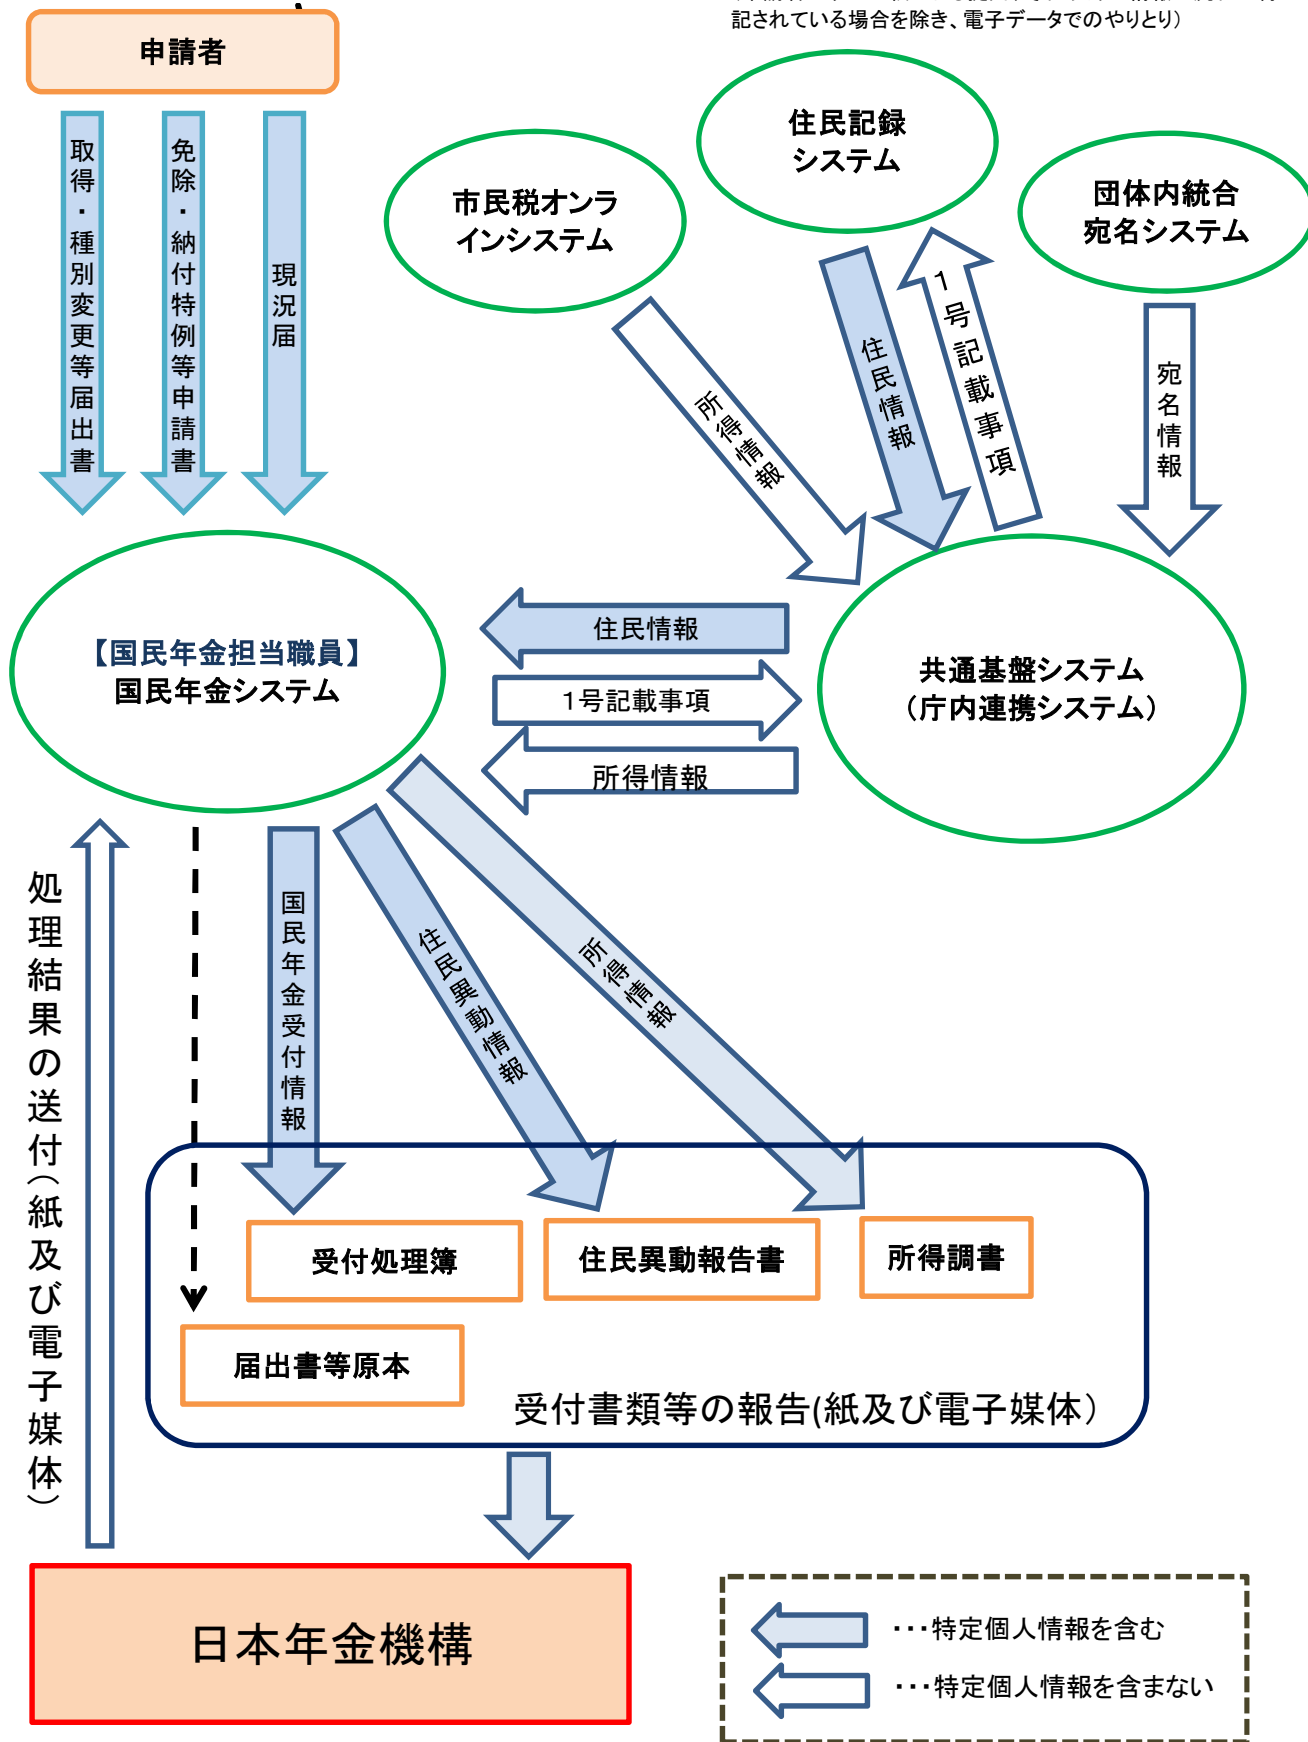 記されている場合を除き、電子データでのやりとり）
申請者
取得・種別変更等届出書
免除・納付特例等申請書
現況届
市民税オンラ
インシステム
住民記録
システム
団体内統合
宛名システム
所得情報
住民情報
1号記載事項
宛名情報
【国民年金担当職員】
国民年金システム
住民情報
1号記載事項
所得情報
共通基盤システム
（庁内連携システム）
処理結果の送付（紙及び電子媒体）
国民年金受付情報
住民異動情報
所得情報
受付処理簿
住民異動報告書
所得調書
届出書等原本
受付書類等の報告(紙及び電子媒体）
日本年金機構
・・・特定個人情報を含む
・・・特定個人情報を含まない